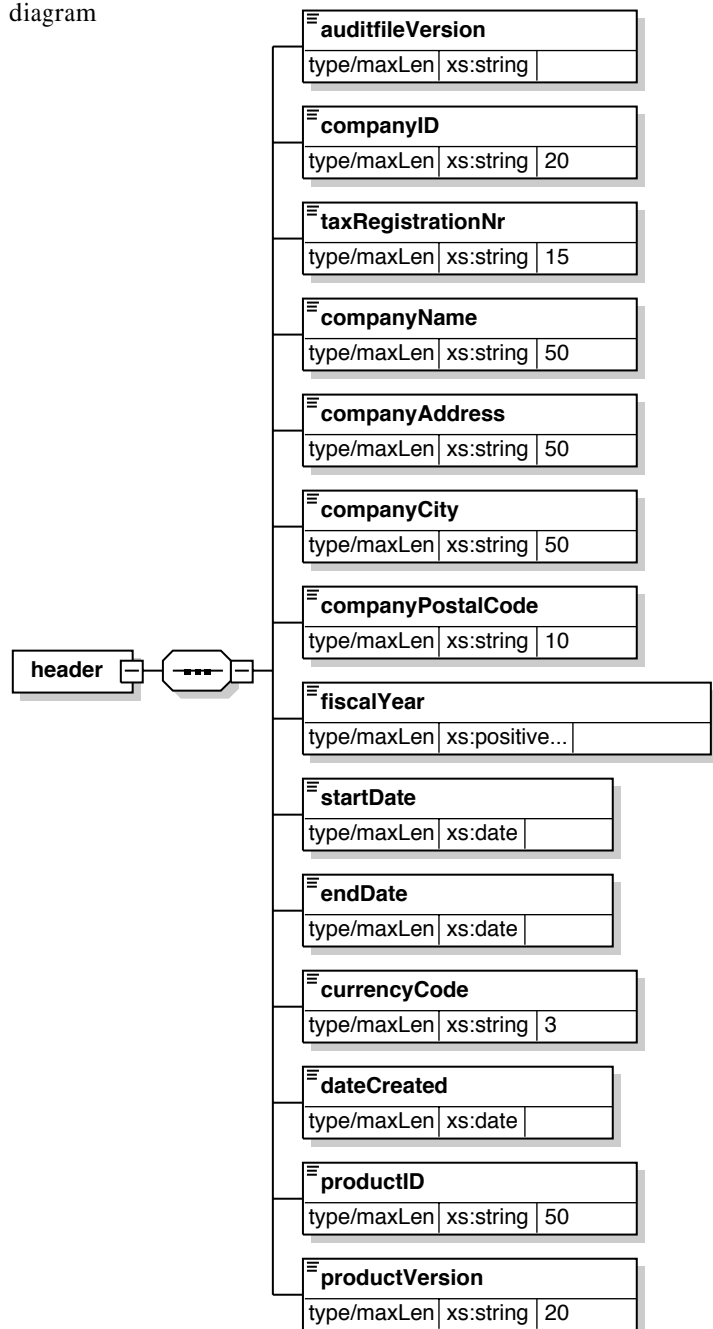 diagram
auditfileVersion
type/maxLen xs:string
companyID
type/maxLen xs:string 20
taxRegistrationNr
type/maxLen xs:string 15
companyName
type/maxLen xs:string 50
companyAddress
type/maxLen xs:string 50
companyCity
type/maxLen xs:string 50
companyPostalCode
type/maxLen xs:string 10
header
fiscalYear
type/maxLen xs:positive...
startDate
type/maxLen xs:date
endDate
type/maxLen xs:date
currencyCode
type/maxLen xs:string 3
dateCreated
type/maxLen xs:date
productID
type/maxLen xs:string 50
productVersion
type/maxLen xs:string 20